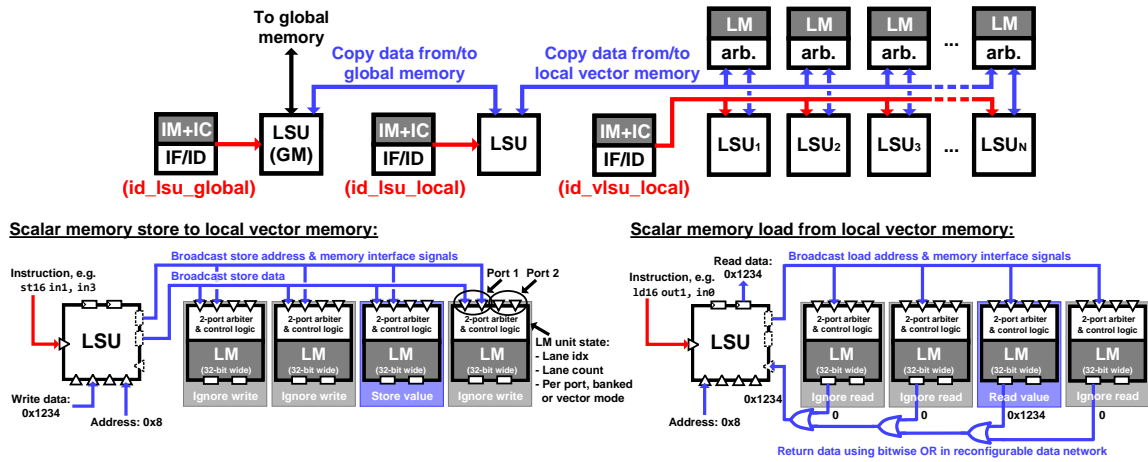 To global
memory
Copy data from/to
global memory
Copy data from/to
local vector memory
LM
arb.
LM
arb.
LM
arb.
...
LM
arb.
IM+IC
IF/ID
(id_lsu_global)
LSU
(GM)
IM+IC
IF/ID
(id_lsu_local)
LSU
IM+IC
IF/ID
(id_vlsu_local)
LSU1
LSU2
LSU3
...
LSUN
Scalar memory store to local vector memory:
Broadcast store address & memory interface signals
Broadcast store data
Port 1
Port 2
Instruction, e.g.
st16 in1, in3
LSU
Write data:
0x1234
Address: 0x8
2-port arbiter
& control logic
LM
(32-bit wide)
Ignore write
2-port arbiter
& control logic
LM
(32-bit wide)
Ignore write
2-port arbiter
& control logic
LM
(32-bit wide)
Store value
2-port arbiter
& control logic
LM
(32-bit wide)
Ignore write
LM unit state:
- Lane idx
- Lane count
- Per port, banked
or vector mode
Scalar memory load from local vector memory:
Read data:
0x1234
Broadcast load address & memory interface signals
Instruction, e.g.
ld16 out1, in0
LSU
0x1234
Address: 0x8
2-port arbiter
& control logic
LM
(32-bit wide)
Ignore read
0
2-port arbiter
& control logic
LM
(32-bit wide)
Ignore read
0
2-port arbiter
& control logic
LM
(32-bit wide)
Read value
0x1234
2-port arbiter
& control logic
LM
(32-bit wide)
Ignore read
0
Return data using bitwise OR in reconfigurable data network